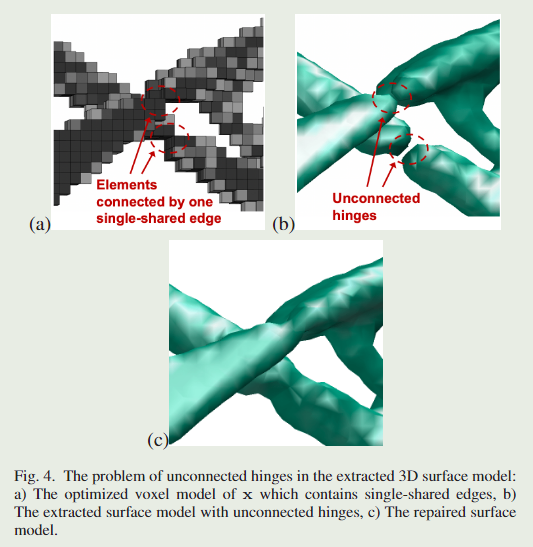 Elements
connected by one
single-shared edge
(a)
Unconnected
hinges
(b)
(c)
Fig. 4. The problem of unconnected hinges in the extracted 3D surface model:
a) The optimized voxel model of x which contains single-shared edges, b)
The extracted surface model with unconnected hinges, c) The repaired surface
model.